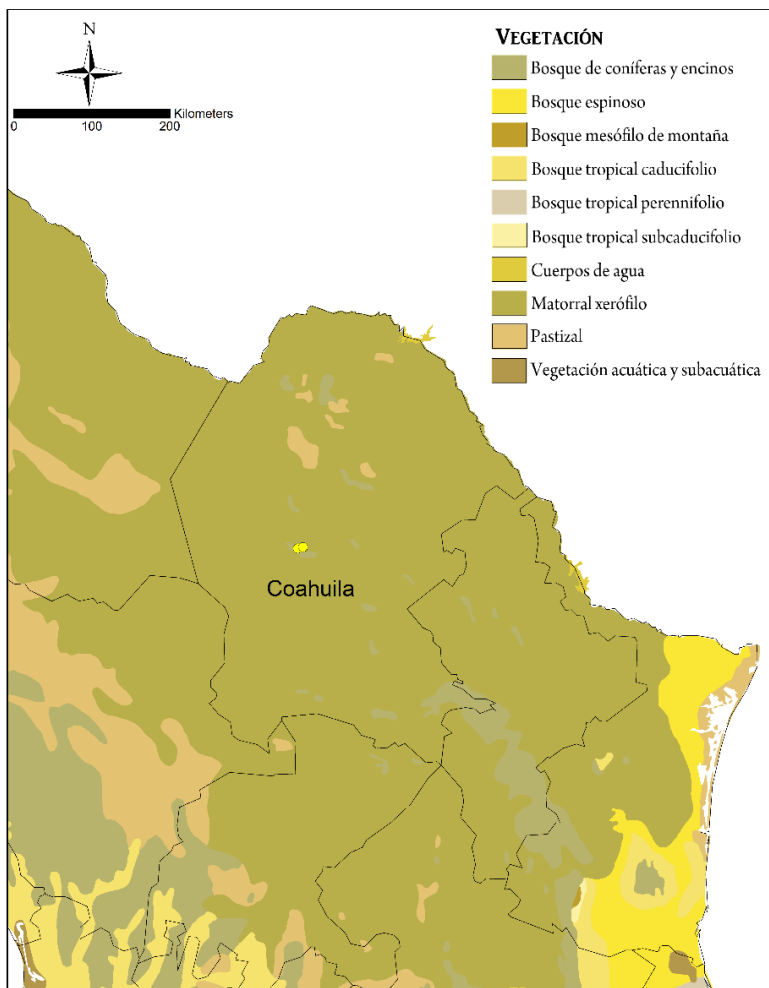 N
Kilometers
0 100 200
VEGETACIÓN
Bosque de coníferas y encinos
Bosque espinoso
Bosque mesófilo de montaña
Bosque tropical caducifolio
Bosque tropical perennifolio
Bosque tropical subcaducifolio
Cuerpos de agua
Matorral xerófilo
Pastizal
Vegetación acuática y subacuática
Coahuila